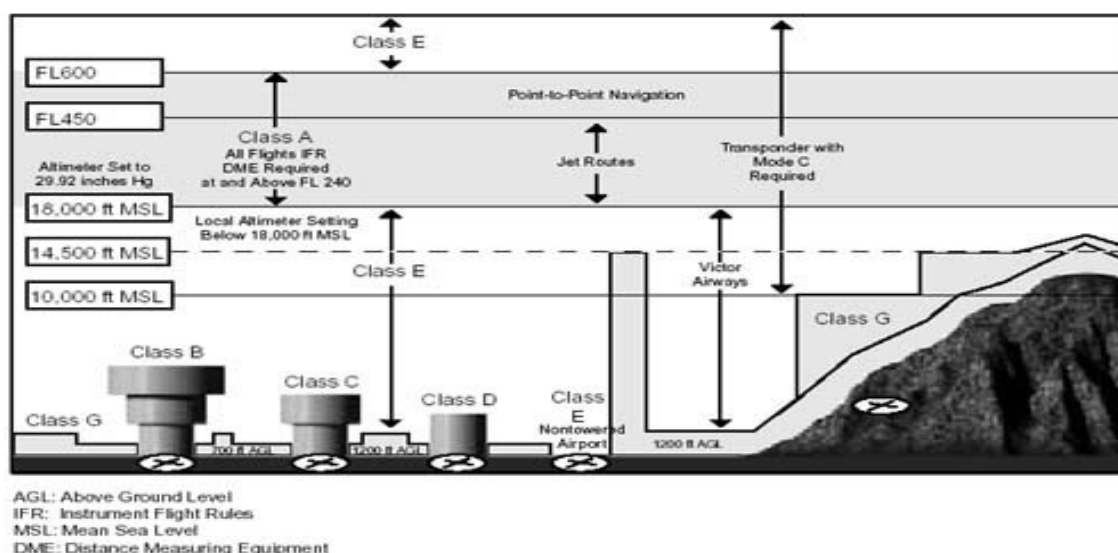 Class E
FL600
Point-to-Point Navigation
FL450
Class A
All Flights IFR
DME Required
at and Above FL 240
Jet Routes
Transponder with
Mode C
Required
Altimeter Set to
29.92 inches Hg
18,000 ft MSL
Local Altimeter Setting
Below 18,000 ft MSL
14,500 ft MSL
Class E
Victor
Airways
10,000 ft MSL
Class G
Class B
Class C
Class D
Class
E
Nontowered
Airport
Class G
700 ft AGL
1200 ft AGL
1200 ft AGL
AGL: Above Ground Level
IFR: Instrument Flight Rules
MSL: Mean Sea Level
DME: Distance Measuring Equipment